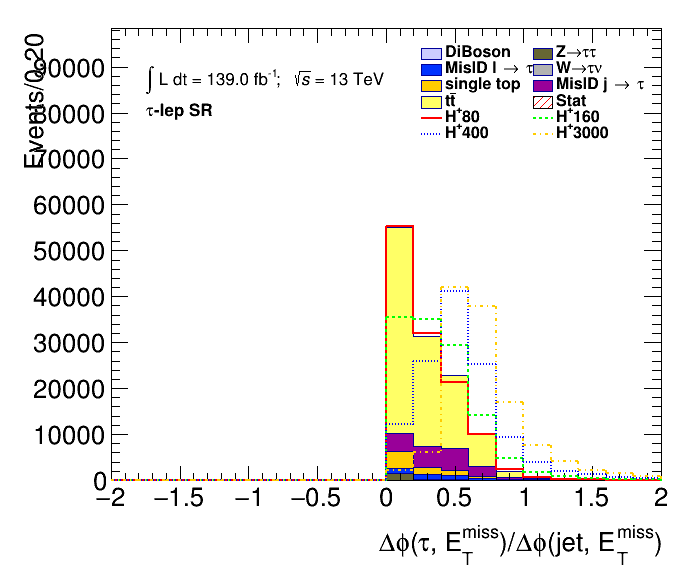 Events/0.20
∫ L dt = 139.0 fb⁻¹; √s = 13 TeV
τ-lep SR
DiBoson Z→ττ
MisID l → τ W→τν
single top MisID j → τ
tt̄ Stat
H⁺80 H⁺160
H⁺400 H⁺3000
90000
80000
70000
60000
50000
40000
30000
20000
10000
0
−2 −1.5 −1 −0.5 0 0.5 1 1.5 2
Δϕ(τ, E_T^miss)/Δϕ(jet, E_T^miss)